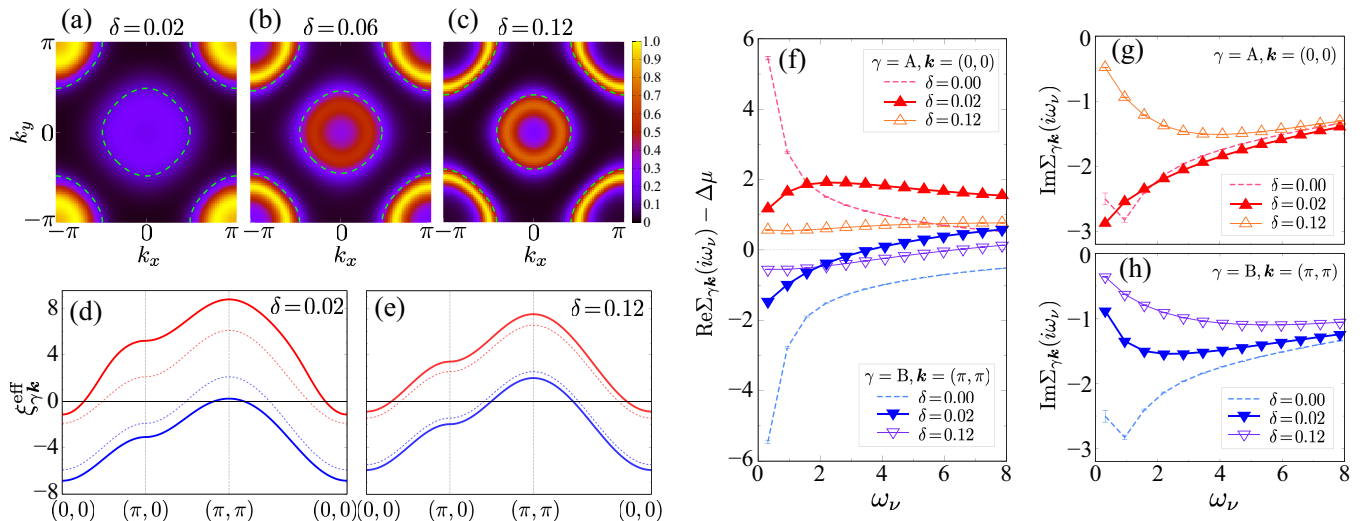 (a) δ=0.02 (b) δ=0.06 (c) δ=0.12
π
k_y
0
−π
−π 0 π −π 0 π −π 0 π
k_x k_x k_x
1.0
0.9
0.8
0.7
0.6
0.5
0.4
0.3
0.2
0.1
0
(d) δ=0.02 (e) δ=0.12
ξ^eff_γk
8
4
0
−4
−8
(0, 0) (π, 0) (π, π) (0, 0) (0, 0) (π, 0) (π, π) (0, 0)
(f)
ReΣ_γk(iω_ν) − Δμ
6
4
2
0
−2
−4
−6
γ=A, k=(0, 0)
δ=0.00
δ=0.02
δ=0.12
γ=B, k=(π, π)
δ=0.00
δ=0.02
δ=0.12
0 2 4 6 8
ω_ν
(g) γ=A, k=(0, 0)
ImΣ_γk(iω_ν)
0
−1
−2
−3
δ=0.00
δ=0.02
δ=0.12
(h) γ=B, k=(π, π)
ImΣ_γk(iω_ν)
0
−1
−2
−3
δ=0.00
δ=0.02
δ=0.12
0 2 4 6 8
ω_ν